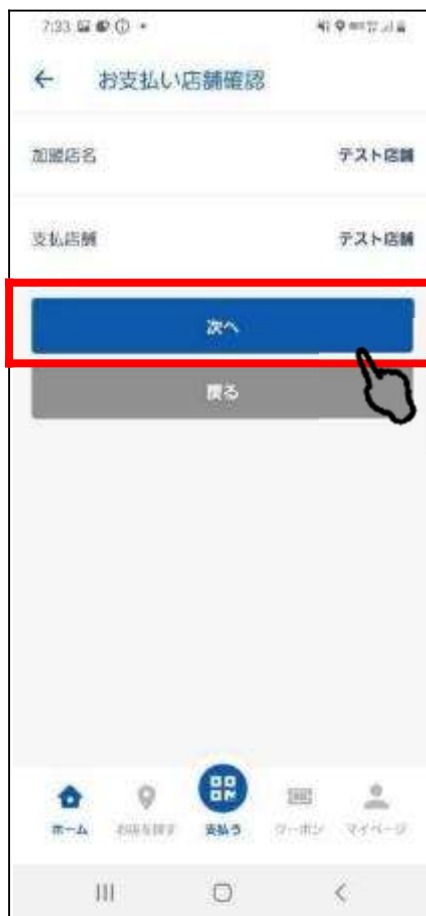 7:33
お支払い店舗確認
加盟店名 テスト店舗
支払店舗 テスト店舗
次へ
戻る
ホーム お店を探す 支払う クーポン マイページ